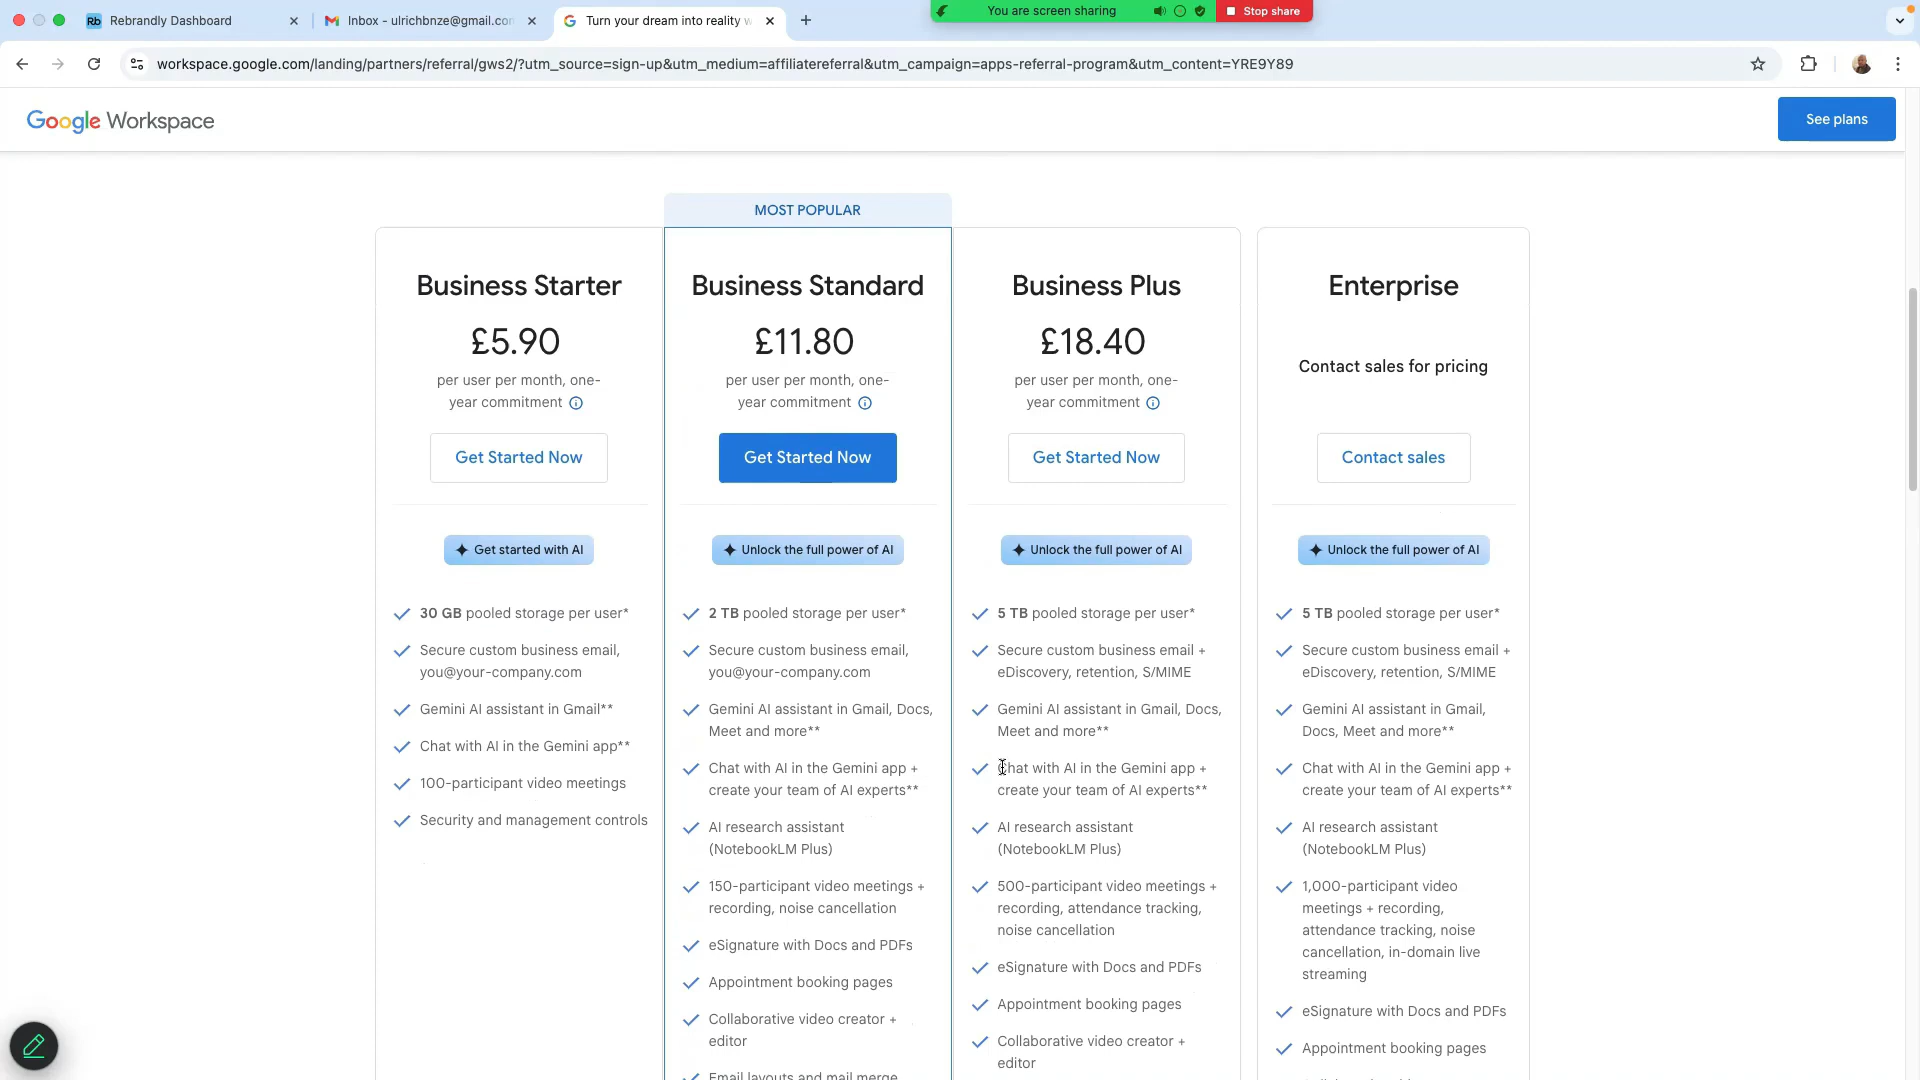 Rb Rebrandly Dashboard
Inbox - ulrichbnze@gmail.con
Turn your dream into reality w
You are screen sharing
Stop share
workspace.google.com/landing/partners/referral/gws2/?utm_source=sign-up&utm_medium=affiliatereferral&utm_campaign=apps-referral-program&utm_content=YRE9Y89
Google Workspace
See plans
MOST POPULAR
Business Starter
£5.90
per user per month, one-
year commitment
Get Started Now
Get started with AI
30 GB pooled storage per user*
Secure custom business email,
you@your-company.com
Gemini AI assistant in Gmail**
Chat with AI in the Gemini app**
100-participant video meetings
Security and management controls
Business Standard
£11.80
per user per month, one-
year commitment
Get Started Now
Unlock the full power of AI
2 TB pooled storage per user*
Secure custom business email,
you@your-company.com
Gemini AI assistant in Gmail, Docs,
Meet and more**
Chat with AI in the Gemini app +
create your team of AI experts**
AI research assistant
(NotebookLM Plus)
150-participant video meetings +
recording, noise cancellation
eSignature with Docs and PDFs
Appointment booking pages
Collaborative video creator +
editor
Email layouts and mail merge
Business Plus
£18.40
per user per month, one-
year commitment
Get Started Now
Unlock the full power of AI
5 TB pooled storage per user*
Secure custom business email +
eDiscovery, retention, S/MIME
Gemini AI assistant in Gmail, Docs,
Meet and more**
Chat with AI in the Gemini app +
create your team of AI experts**
AI research assistant
(NotebookLM Plus)
500-participant video meetings +
recording, attendance tracking,
noise cancellation
eSignature with Docs and PDFs
Appointment booking pages
Collaborative video creator +
editor
Enterprise
Contact sales for pricing
Contact sales
Unlock the full power of AI
5 TB pooled storage per user*
Secure custom business email +
eDiscovery, retention, S/MIME
Gemini AI assistant in Gmail,
Docs, Meet and more**
Chat with AI in the Gemini app +
create your team of AI experts**
AI research assistant
(NotebookLM Plus)
1,000-participant video
meetings + recording,
attendance tracking, noise
cancellation, in-domain live
streaming
eSignature with Docs and PDFs
Appointment booking pages